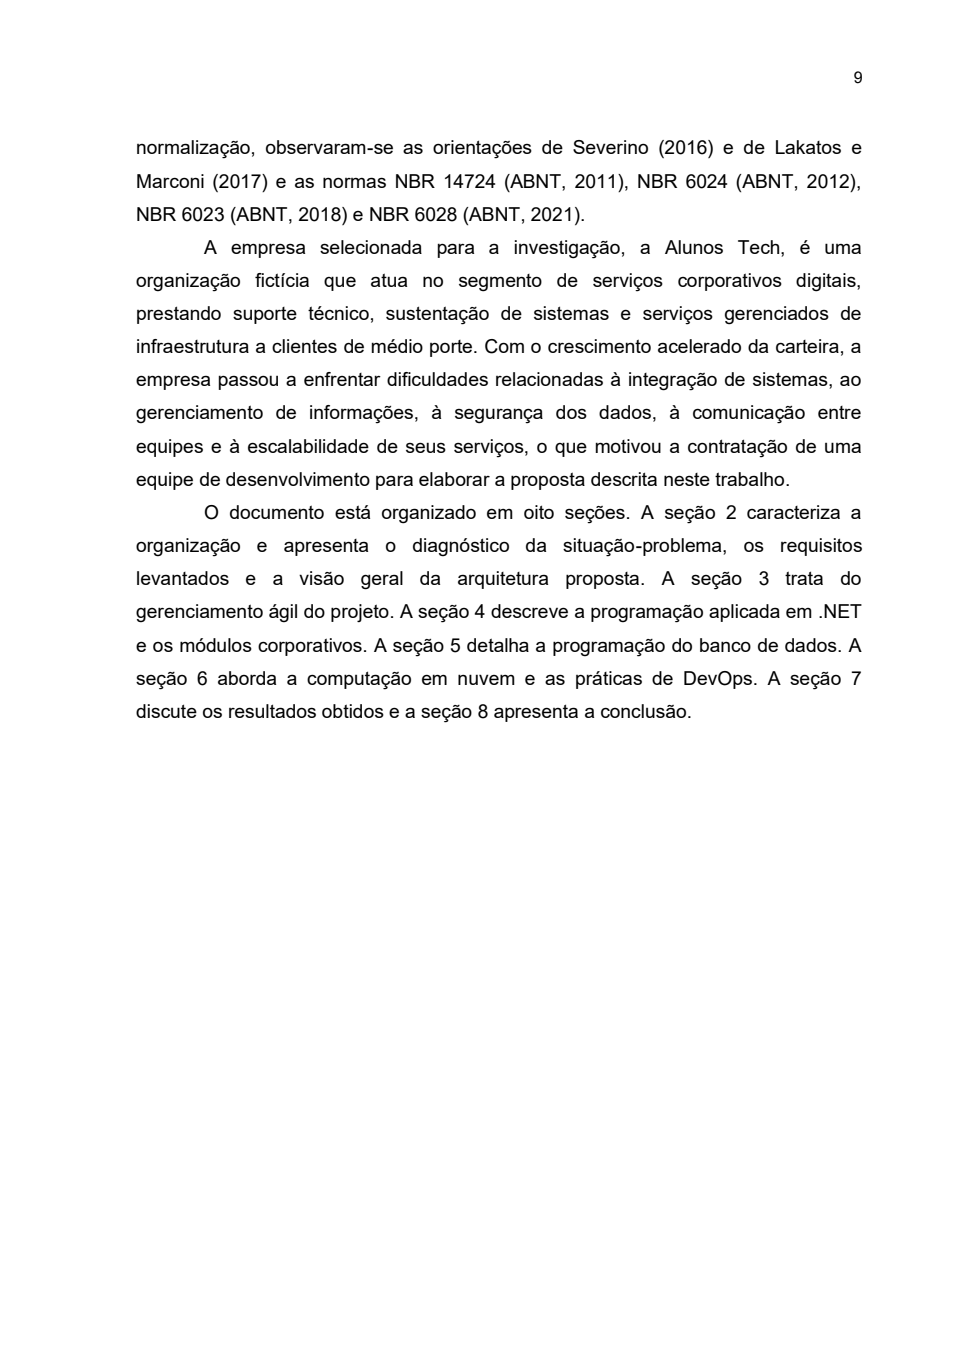 9
normalização, observaram-se as orientações de Severino (2016) e de Lakatos e
Marconi (2017) e as normas NBR 14724 (ABNT, 2011), NBR 6024 (ABNT, 2012),
NBR 6023 (ABNT, 2018) e NBR 6028 (ABNT, 2021).
A empresa selecionada para a investigação, a Alunos Tech, é uma
organização fictícia que atua no segmento de serviços corporativos digitais,
prestando suporte técnico, sustentação de sistemas e serviços gerenciados de
infraestrutura a clientes de médio porte. Com o crescimento acelerado da carteira, a
empresa passou a enfrentar dificuldades relacionadas à integração de sistemas, ao
gerenciamento de informações, à segurança dos dados, à comunicação entre
equipes e à escalabilidade de seus serviços, o que motivou a contratação de uma
equipe de desenvolvimento para elaborar a proposta descrita neste trabalho.
O documento está organizado em oito seções. A seção 2 caracteriza a
organização e apresenta o diagnóstico da situação-problema, os requisitos
levantados e a visão geral da arquitetura proposta. A seção 3 trata do
gerenciamento ágil do projeto. A seção 4 descreve a programação aplicada em .NET
e os módulos corporativos. A seção 5 detalha a programação do banco de dados. A
seção 6 aborda a computação em nuvem e as práticas de DevOps. A seção 7
discute os resultados obtidos e a seção 8 apresenta a conclusão.